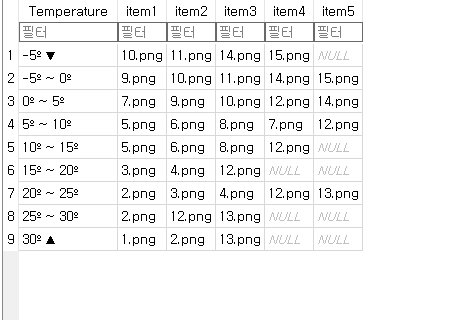 Temperature item1 item2 item3 item4 item5
필터 필터 필터 필터 필터 필터
1 -5º ▼ 10.png 11.png 14.png 15.png NULL
2 -5º ~ 0º 9.png 10.png 11.png 14.png 15.png
3 0º ~ 5º 7.png 9.png 10.png 12.png 14.png
4 5º ~ 10º 5.png 6.png 8.png 7.png 12.png
5 10º ~ 15º 5.png 6.png 8.png 12.png NULL
6 15º ~ 20º 3.png 4.png 12.png NULL NULL
7 20º ~ 25º 2.png 3.png 4.png 12.png 13.png
8 25º ~ 30º 2.png 12.png 13.png NULL NULL
9 30º ▲ 1.png 2.png 13.png NULL NULL